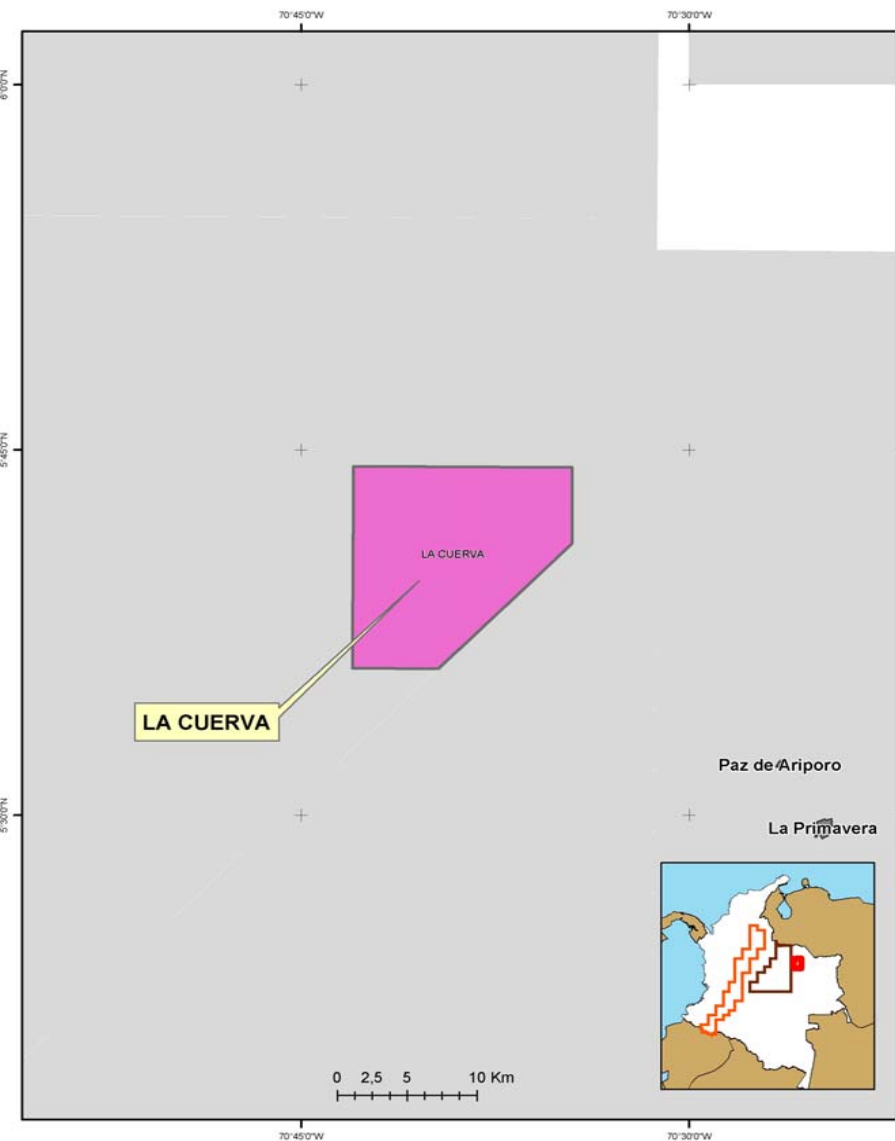 70°45'0"W
70°30'0"W
6°0'0"N
5°45'0"N
LA CUERVA
LA CUERVA
Paz de Ariporo
5°30'0"N
La Primavera
0 2,5 5 10 Km
70°45'0"W
70°30'0"W